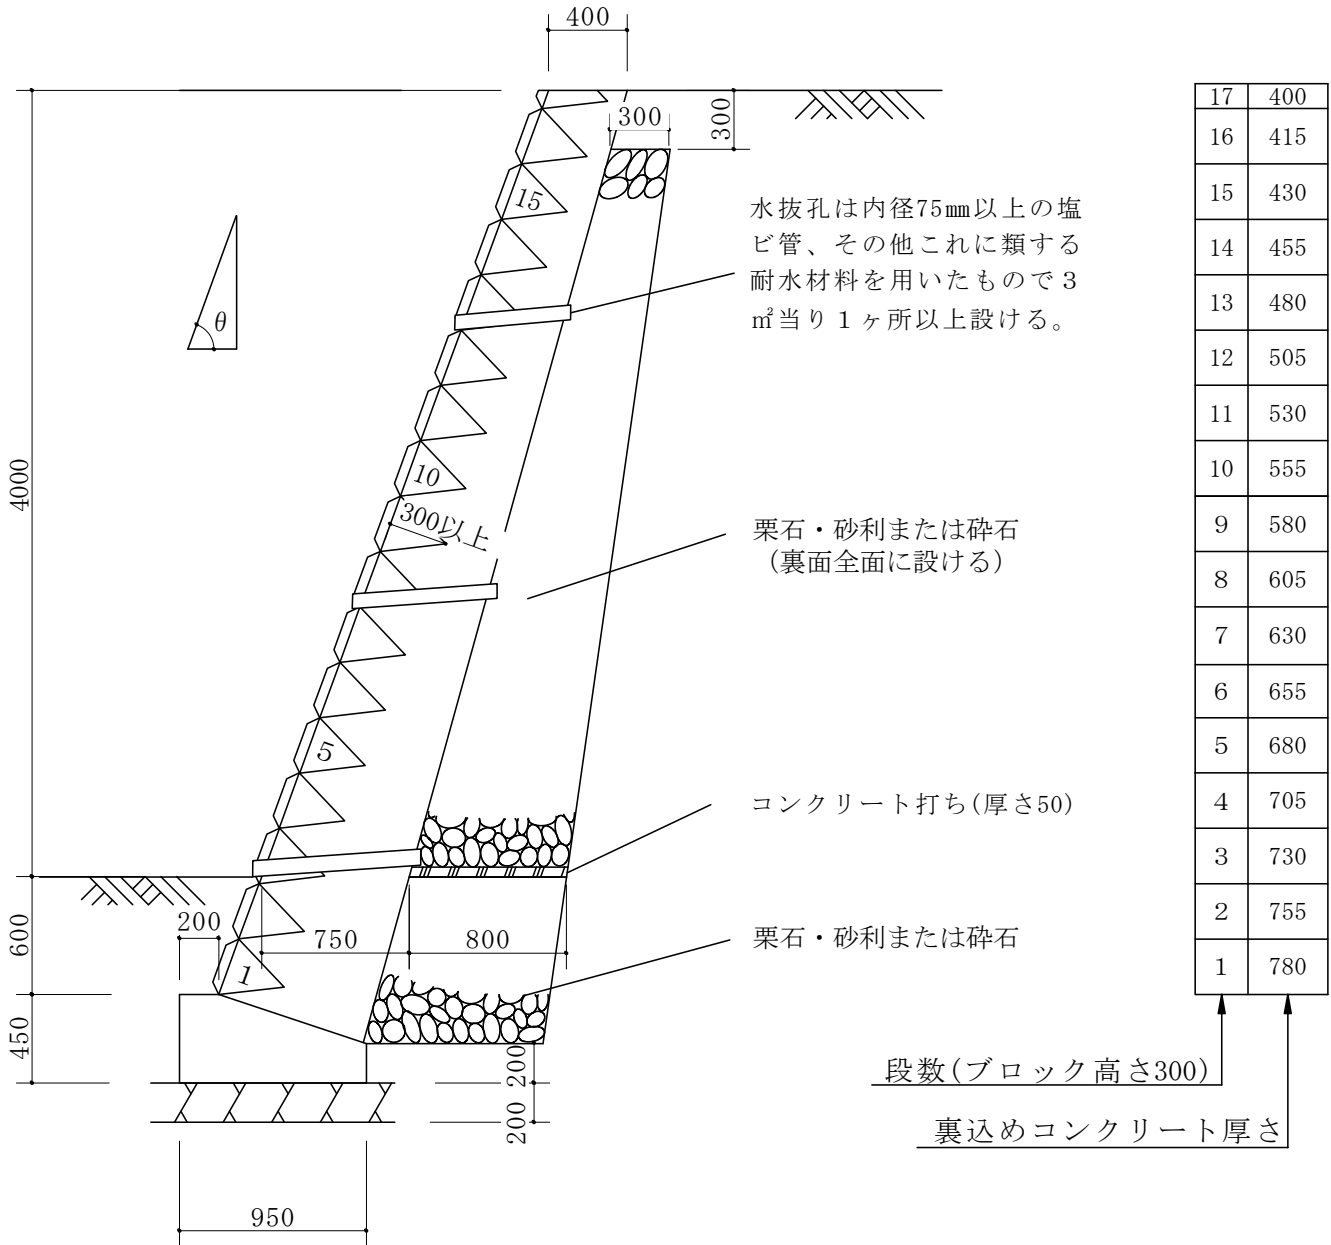 400
300
300
17 400
16 415
15 430
14 455
13 480
12 505
11 530
10 555
9 580
8 605
7 630
6 655
5 680
4 705
3 730
2 755
1 780
段数(ブロック高さ300)
裏込めコンクリート厚さ
15
水抜孔は内径75㎜以上の塩
ビ管、その他これに類する
耐水材料を用いたもので３
㎡当り１ヶ所以上設ける。
θ
10
300以上
4000
栗石・砂利または砕石
(裏面全面に設ける)
5
コンクリート打ち(厚さ50)
200
750
800
600
栗石・砂利または砕石
1
450
200
200
950